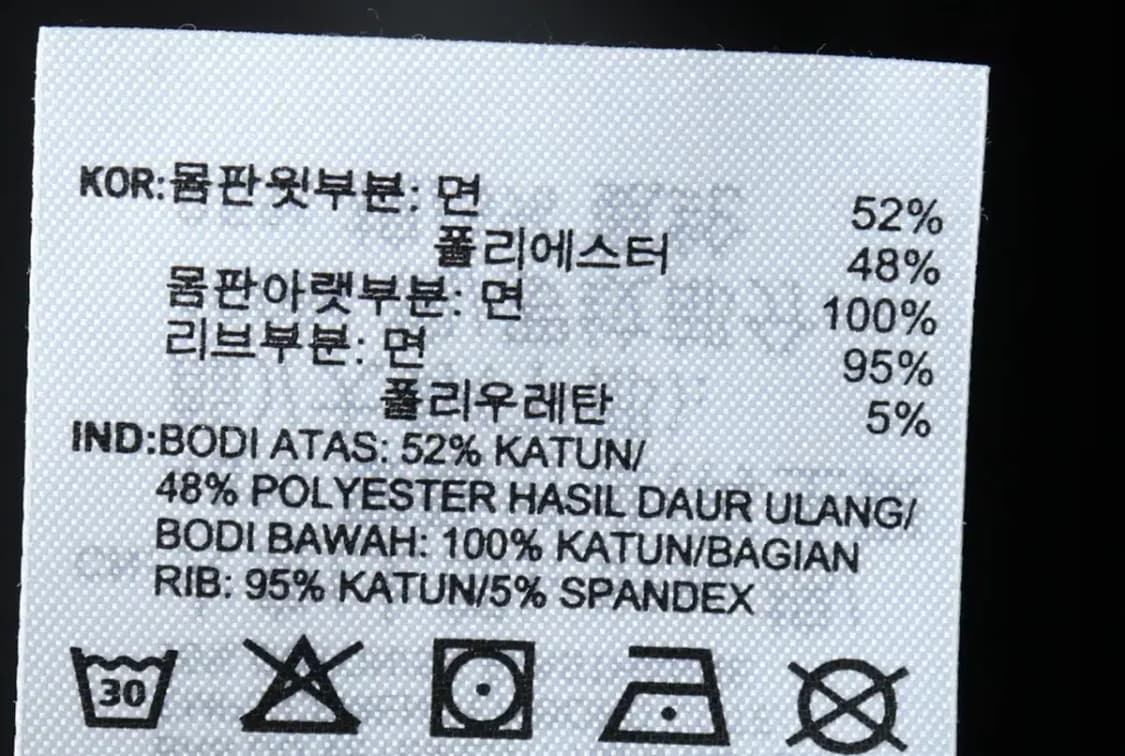 KOR:몸판윗부분: 면 52%
폴리에스터 48%
몸판아랫부분: 면 100%
리브부분: 면 95%
폴리우레탄 5%
IND:BODI ATAS: 52% KATUN/
48% POLYESTER HASIL DAUR ULANG/
BODI BAWAH: 100% KATUN/BAGIAN
RIB: 95% KATUN/5% SPANDEX
30